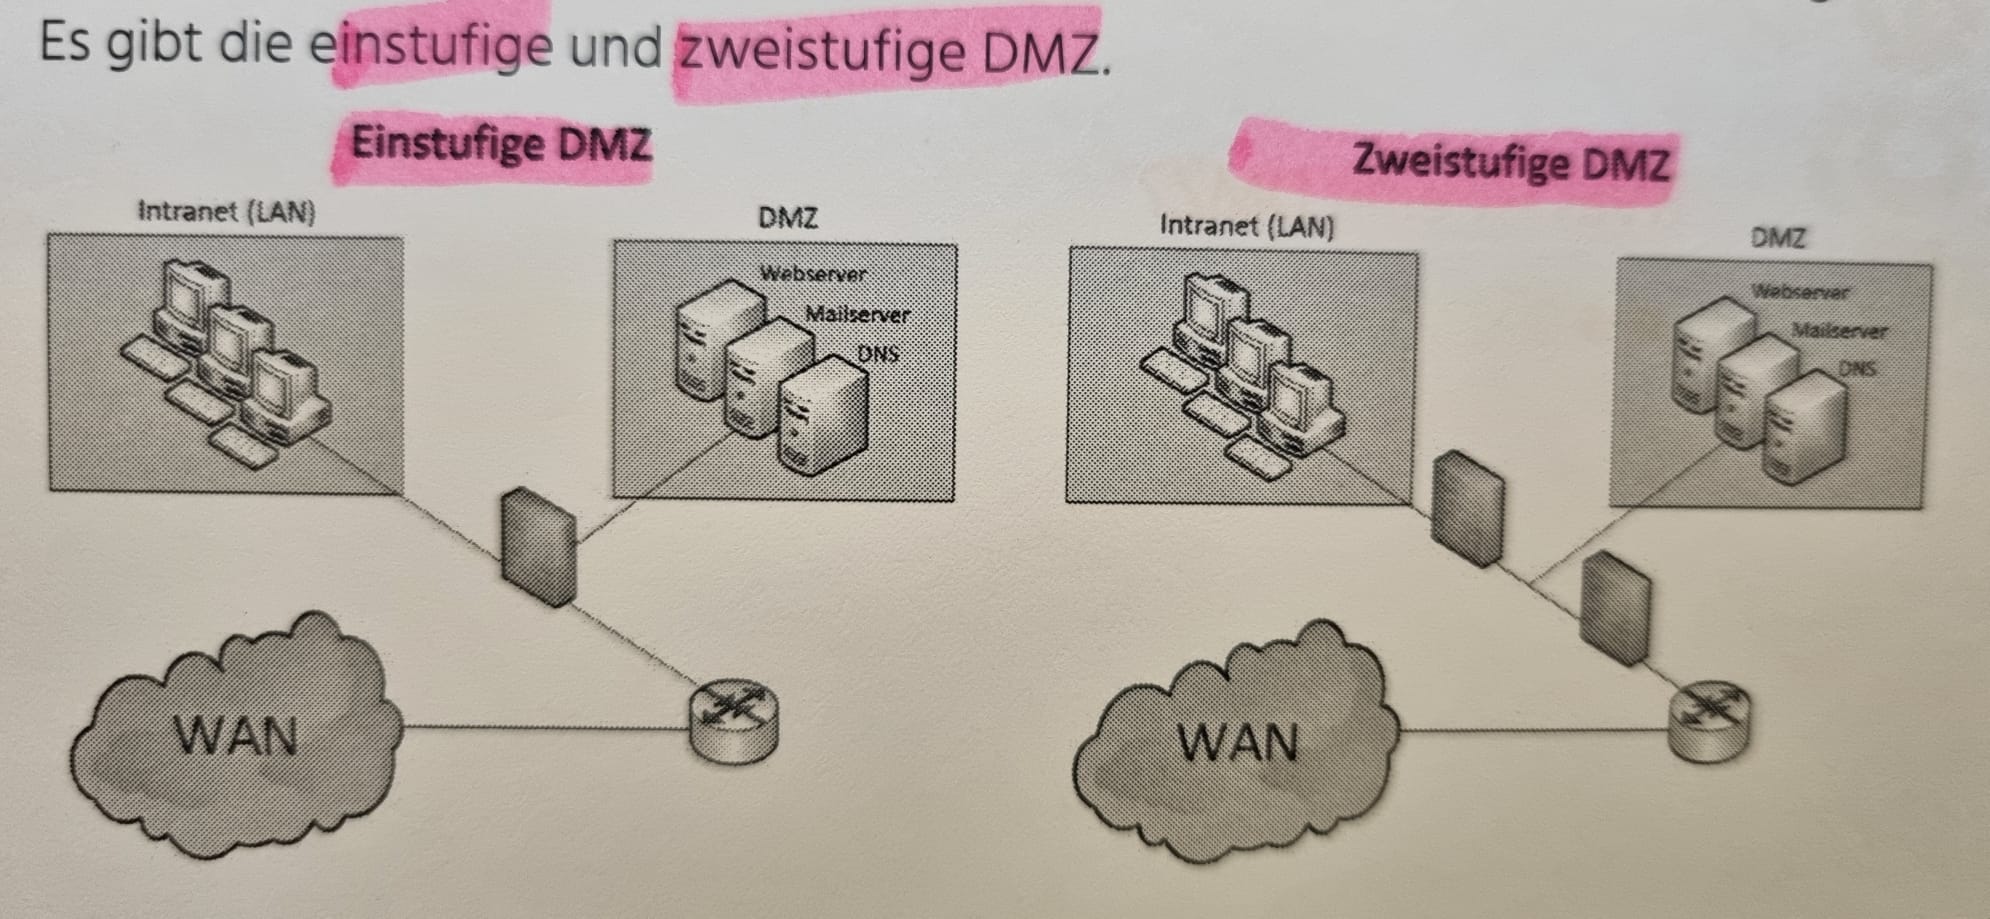 Es gibt die einstufige und zweistufige DMZ.
Einstufige DMZ
Intranet (LAN)
DMZ
Webserver
Mailserver
DNS
WAN
Zweistufige DMZ
Intranet (LAN)
DMZ
Webserver
Mailserver
DNS
WAN